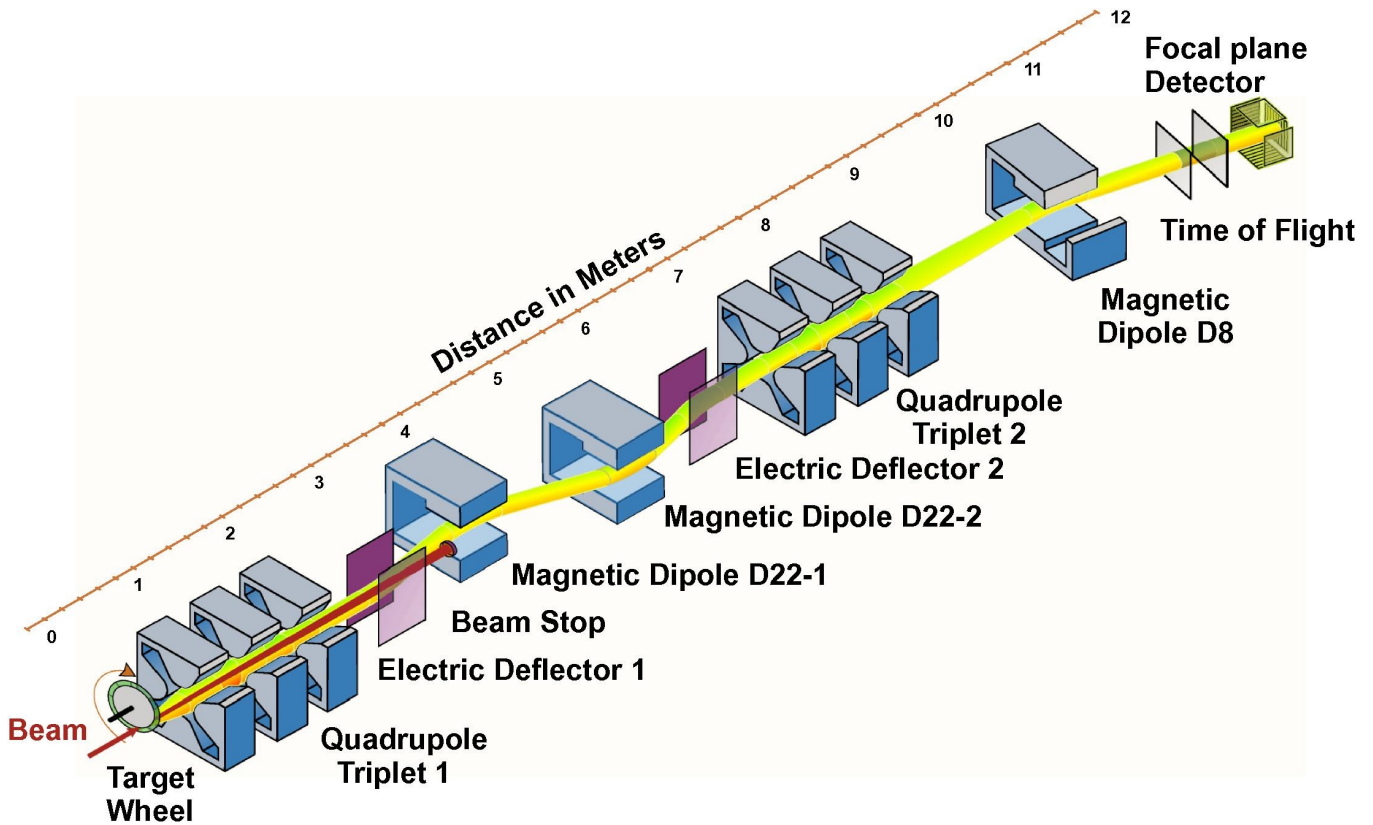 12
Focal plane
Detector
11
10
9
Time of Flight
8
Distance in Meters
7
Magnetic
Dipole D8
6
5
Quadrupole
Triplet 2
4
Electric Deflector 2
3
Magnetic Dipole D22-2
2
Magnetic Dipole D22-1
1
Beam Stop
0
Electric Deflector 1
Beam
Quadrupole
Triplet 1
Target
Wheel